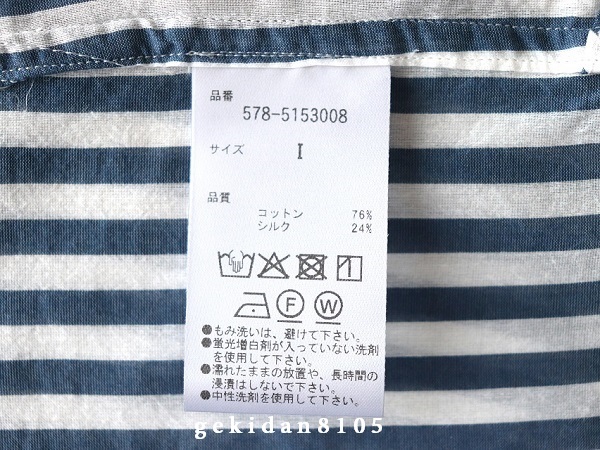 品番
578-5153008
サイズ I
品質
コットン 76%
シルク 24%
F W
●もみ洗いは、避けて下さい。
●蛍光増白剤が入っていない洗剤
を使用して下さい。
●濡れたままの放置や、長時間の
浸漬はしないで下さい。
●中性洗剤を使用して下さい。
gekidan8105